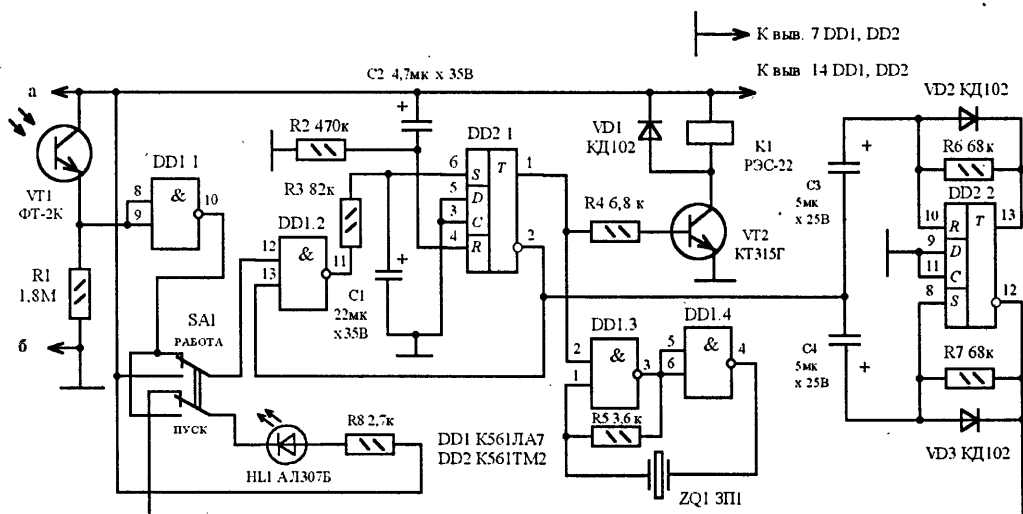 К выв. 7 DD1, DD2
К выв 14 DD1, DD2
а
C2 4,7мк x 35В
VD2 КД102
R2 470к
DD2 1
VD1
КД102
K1
РЭС-22
R6 68к
VT1
ФТ-2К
DD1 1
8
9
&
10
R3 82к
6
5
3
4
S
D
C
R
T
1
2
C3
5мк
x 25В
DD2 2
DD1.2
12
13
&
11
R4 6,8 к
VT2
КТ315Г
10
9
11
8
R
D
C
S
T
13
12
R1
1,8М
C1
22мк
x35В
SA1
РАБОТА
б
DD1.3
2
1
&
3
DD1.4
5
6
&
4
C4
5мк
x 25В
R7 68к
ПУСК
R8 2,7к
R5 3,6 к
HL1 АЛ307Б
DD1 К561ЛА7
DD2 К561ТМ2
ZQ1 ЗП1
VD3 КД102
+
+
+
+